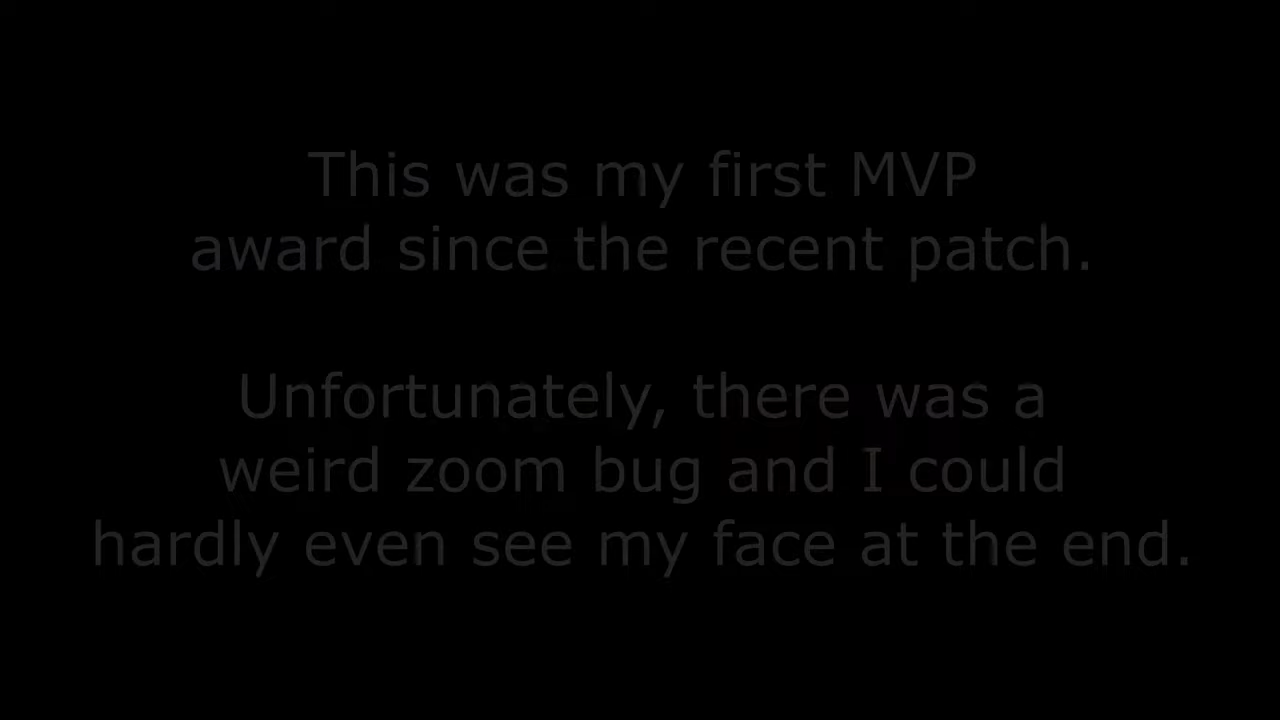 This was my first MVP
award since the recent patch.
Unfortunately, there was a
weird zoom bug and I could
hardly even see my face at the end.